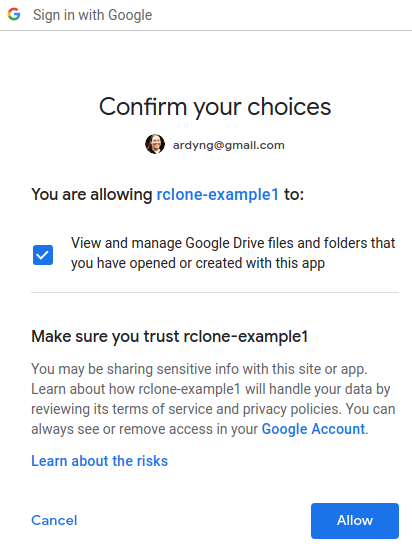 Sign in with Google
Confirm your choices
ardyng@gmail.com
You are allowing rclone-example1 to:
View and manage Google Drive files and folders that
you have opened or created with this app
Make sure you trust rclone-example1
You may be sharing sensitive info with this site or app.
Learn about how rclone-example1 will handle your data by
reviewing its terms of service and privacy policies. You can
always see or remove access in your Google Account.
Learn about the risks
Cancel
Allow